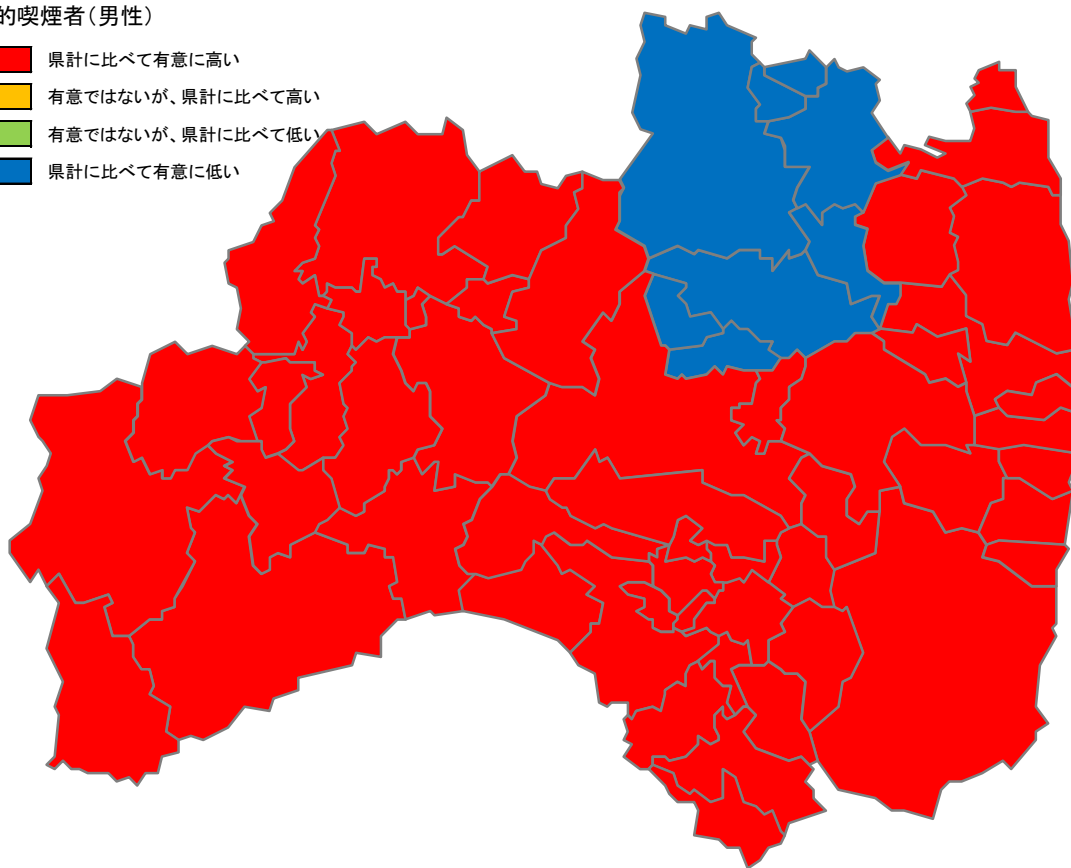 的喫煙者(男性)
県計に比べて有意に高い
有意ではないが、県計に比べて高い
有意ではないが、県計に比べて低い
県計に比べて有意に低い